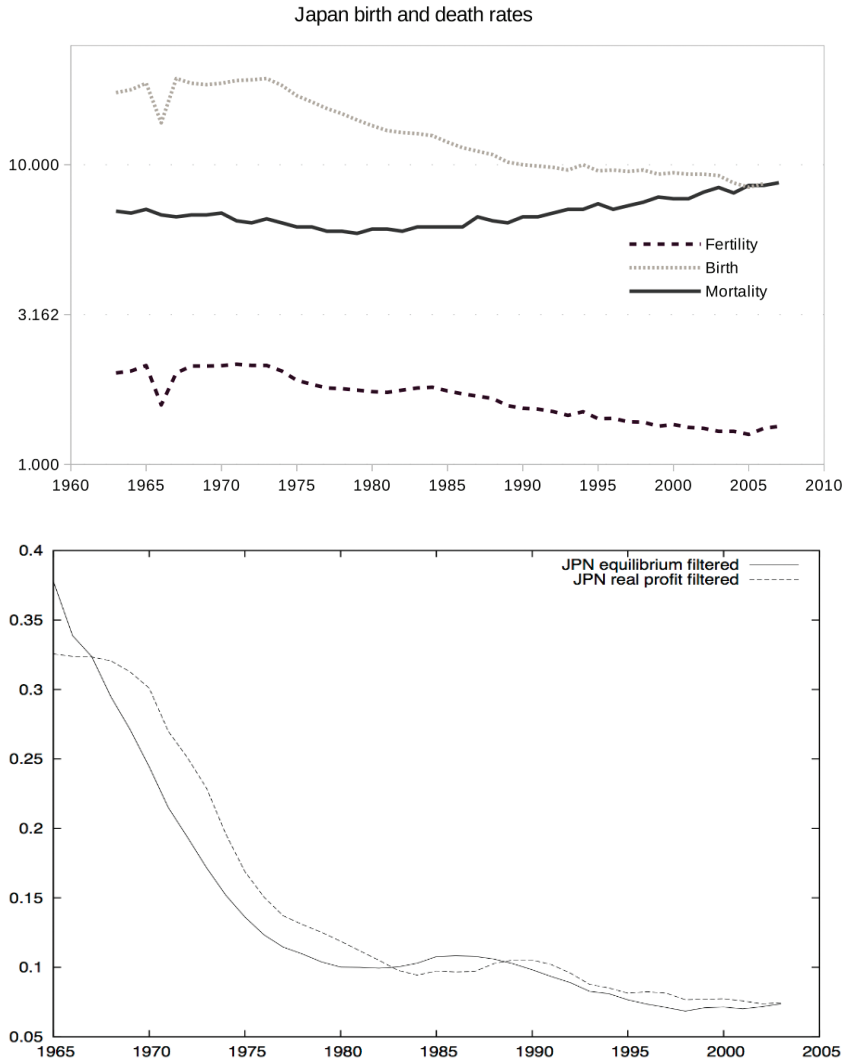 Japan birth and death rates
10.000
Fertility
Birth
Mortality
3.162
1.000
1960 1965 1970 1975 1980 1985 1990 1995 2000 2005 2010
0.4
JPN equilibrium filtered
JPN real profit filtered
0.35
0.3
0.25
0.2
0.15
0.1
0.05
1965 1970 1975 1980 1985 1990 1995 2000 2005